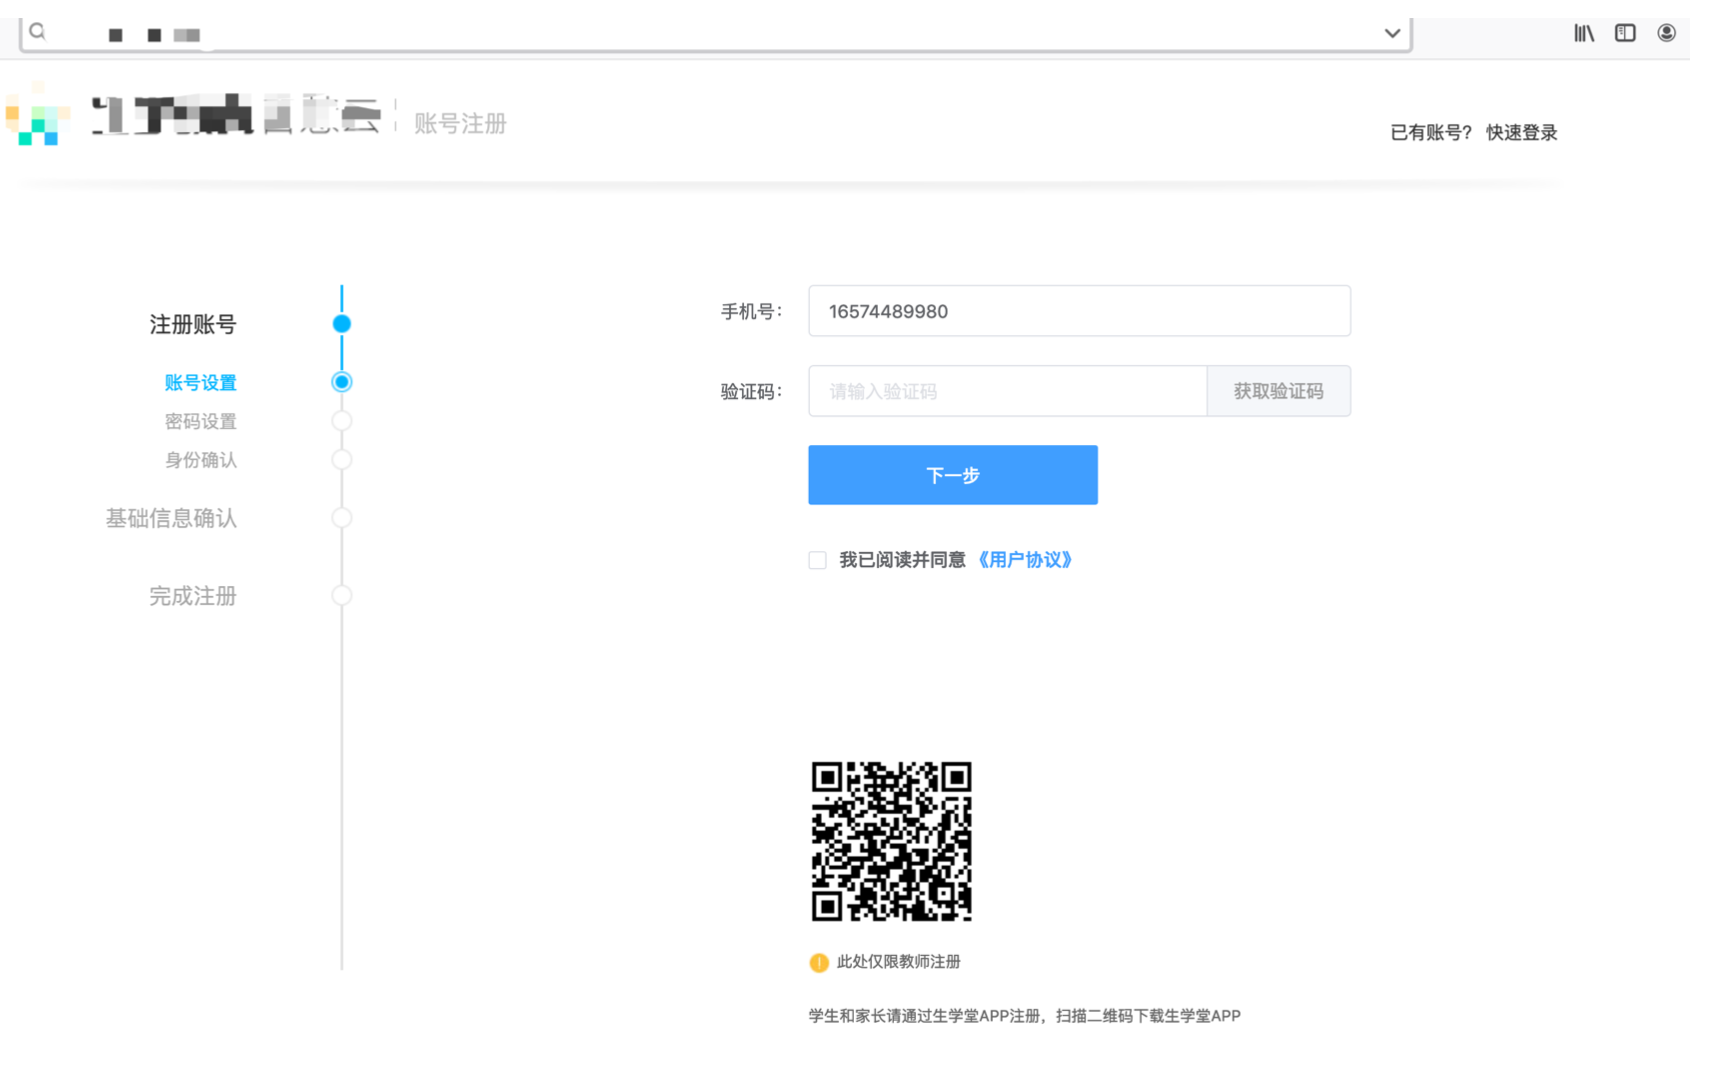 账号注册
已有账号? 快速登录
注册账号
账号设置
密码设置
身份确认
基础信息确认
完成注册
手机号:
16574489980
验证码:
请输入验证码
获取验证码
下一步
我已阅读并同意 《用户协议》
此处仅限教师注册
学生和家长请通过生学堂APP注册，扫描二维码下载生学堂APP